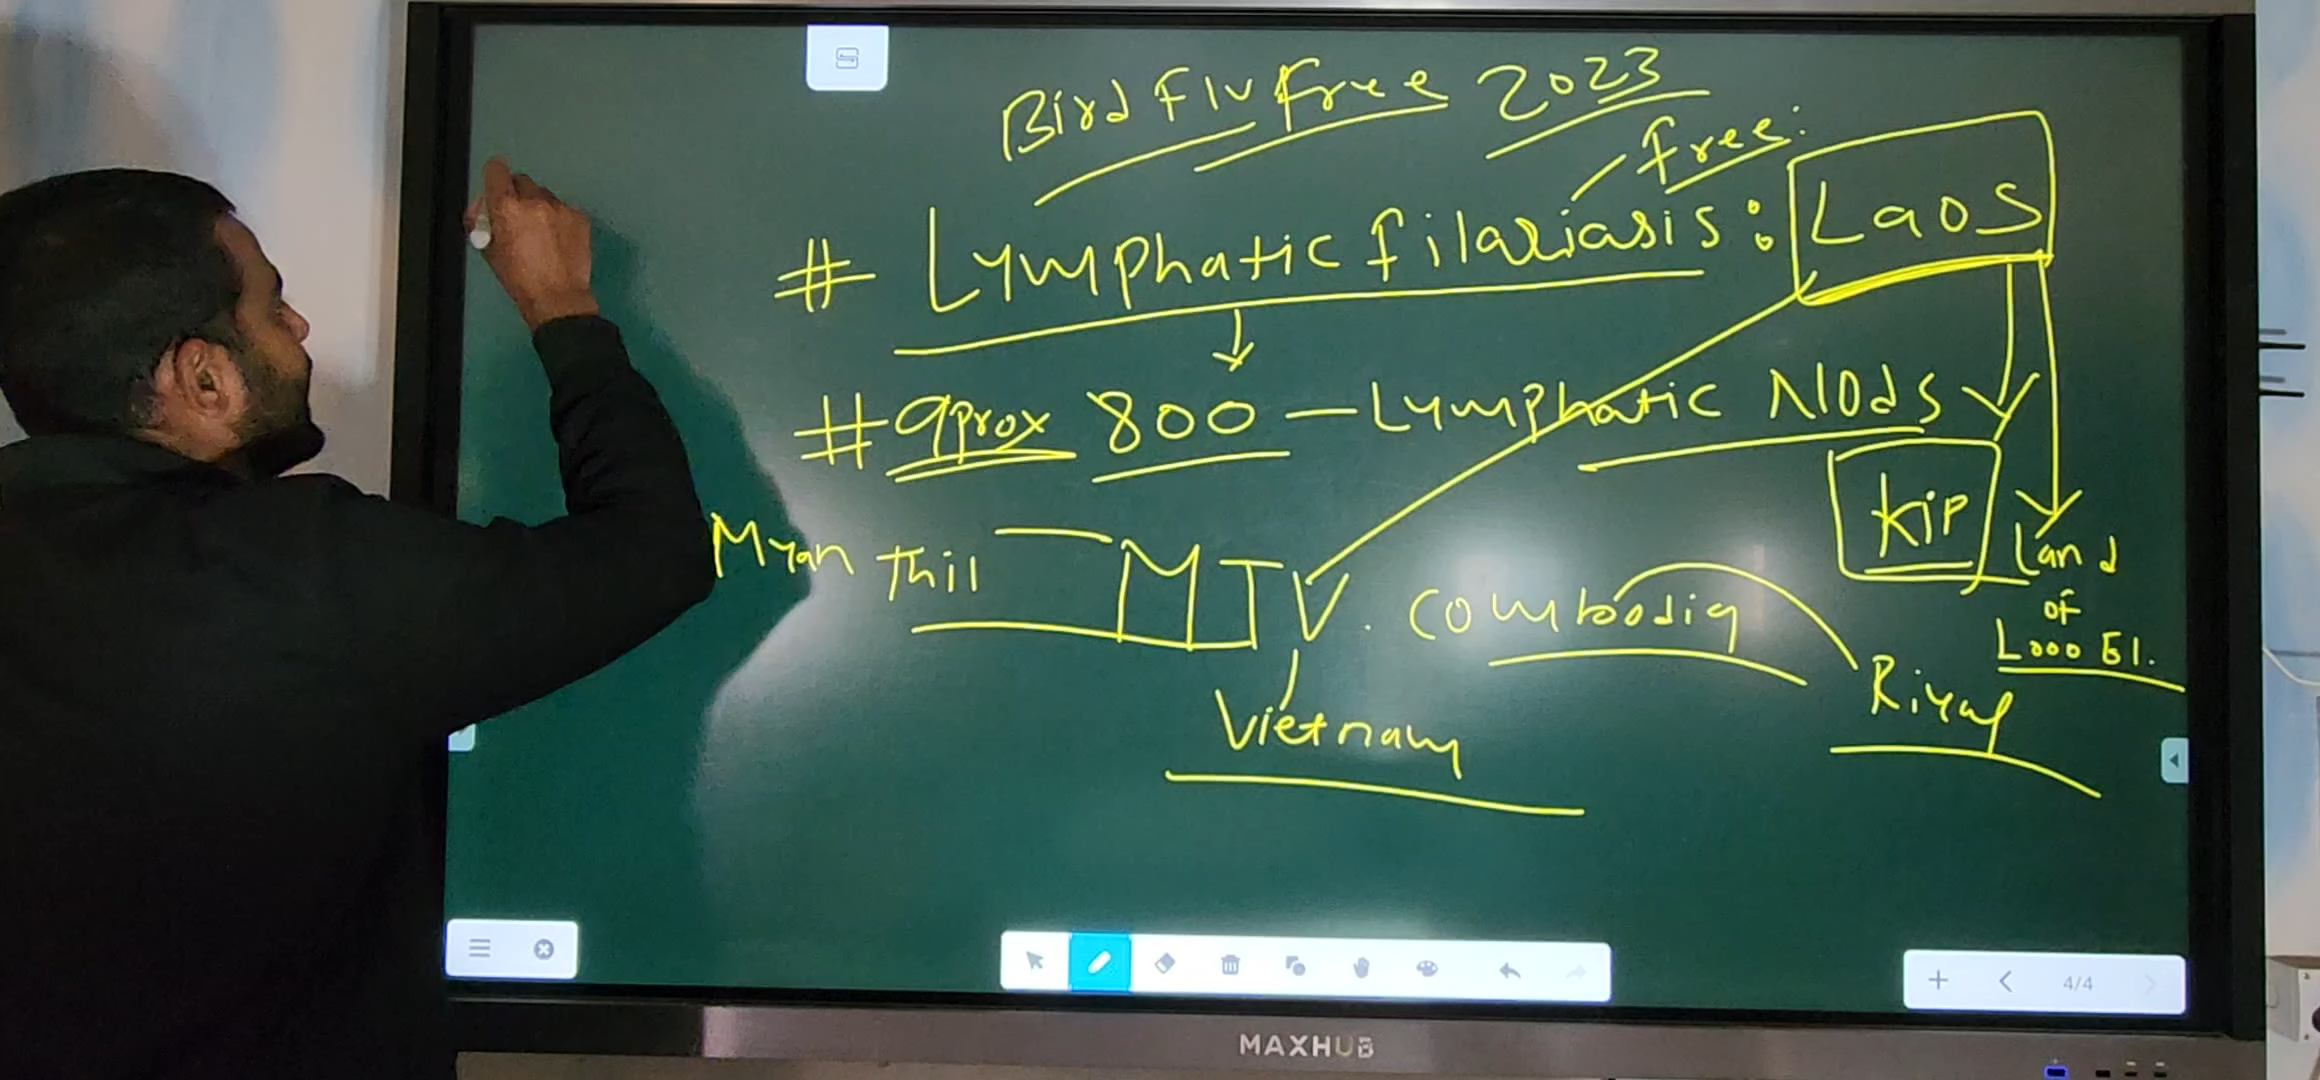 Bird Flu Free 2023
Free:
# Lymphatic filariasis : Laos
# aprox 800 - Lymphatic Nods
Kip
Land
of
Looo El.
Myan Thil MTV. Combodia
Riyal
Vietnam
4/4
MAXHUB